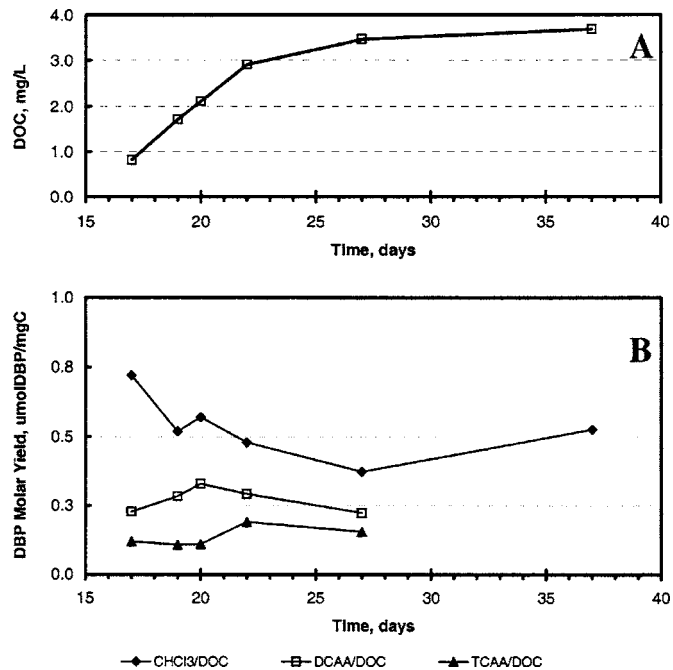 4.0
3.0
2.0
1.0
0.0
DOC, mg/L
A
15 20 25 30 35 40
Time, days
1.0
0.8
0.5
0.3
0.0
DBP Molar Yield, umolDBP/mgC
B
15 20 25 30 35 40
Time, days
CHCl3/DOC DCAA/DOC TCAA/DOC